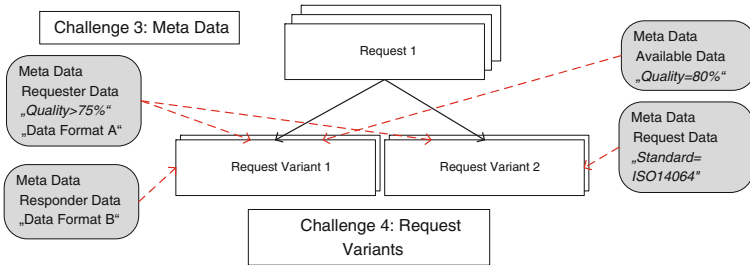 Challenge 3: Meta Data
Request 1
Meta Data
Available Data
„Quality=80%“
Meta Data
Requester Data
„Quality>75%“
„Data Format A“
Meta Data
Request Data
„Standard=
ISO14064"
Request Variant 1
Request Variant 2
Meta Data
Responder Data
„Data Format B“
Challenge 4: Request
Variants